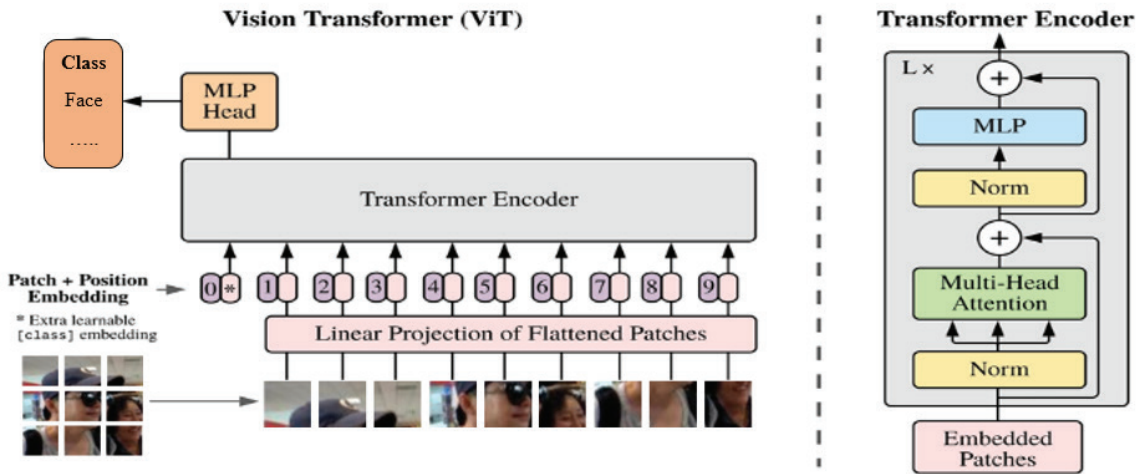 Vision Transformer (ViT)
Class
Face
.....
MLP
Head
Transformer Encoder
Patch + Position
Embedding
0 * 1 2 3 4 5 6 7 8 9
* Extra learnable
[class] embedding
Linear Projection of Flattened Patches
Transformer Encoder
L ×
+
MLP
Norm
+
Multi-Head
Attention
Norm
Embedded
Patches